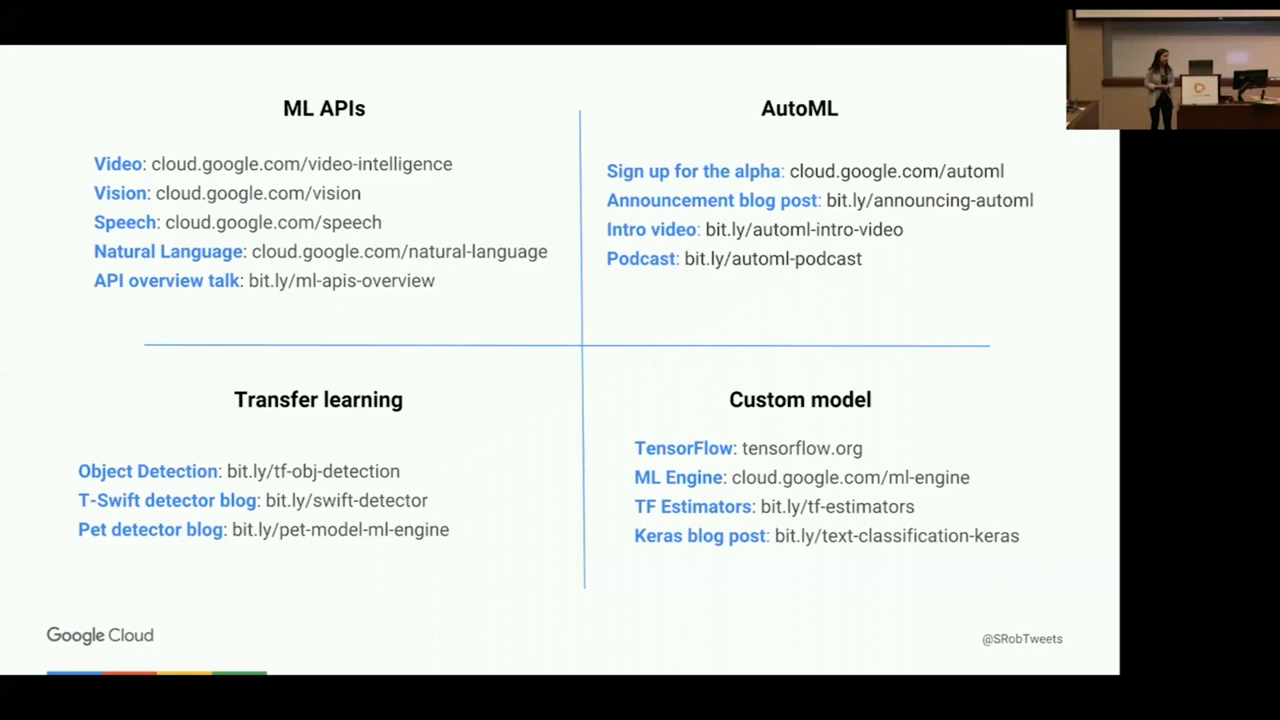 ML APIs
Video: cloud.google.com/video-intelligence
Vision: cloud.google.com/vision
Speech: cloud.google.com/speech
Natural Language: cloud.google.com/natural-language
API overview talk: bit.ly/ml-apis-overview
AutoML
Sign up for the alpha: cloud.google.com/automl
Announcement blog post: bit.ly/announcing-automl
Intro video: bit.ly/automl-intro-video
Podcast: bit.ly/automl-podcast
Transfer learning
Object Detection: bit.ly/tf-obj-detection
T-Swift detector blog: bit.ly/swift-detector
Pet detector blog: bit.ly/pet-model-ml-engine
Custom model
TensorFlow: tensorflow.org
ML Engine: cloud.google.com/ml-engine
TF Estimators: bit.ly/tf-estimators
Keras blog post: bit.ly/text-classification-keras
Google Cloud
@SRobTweets